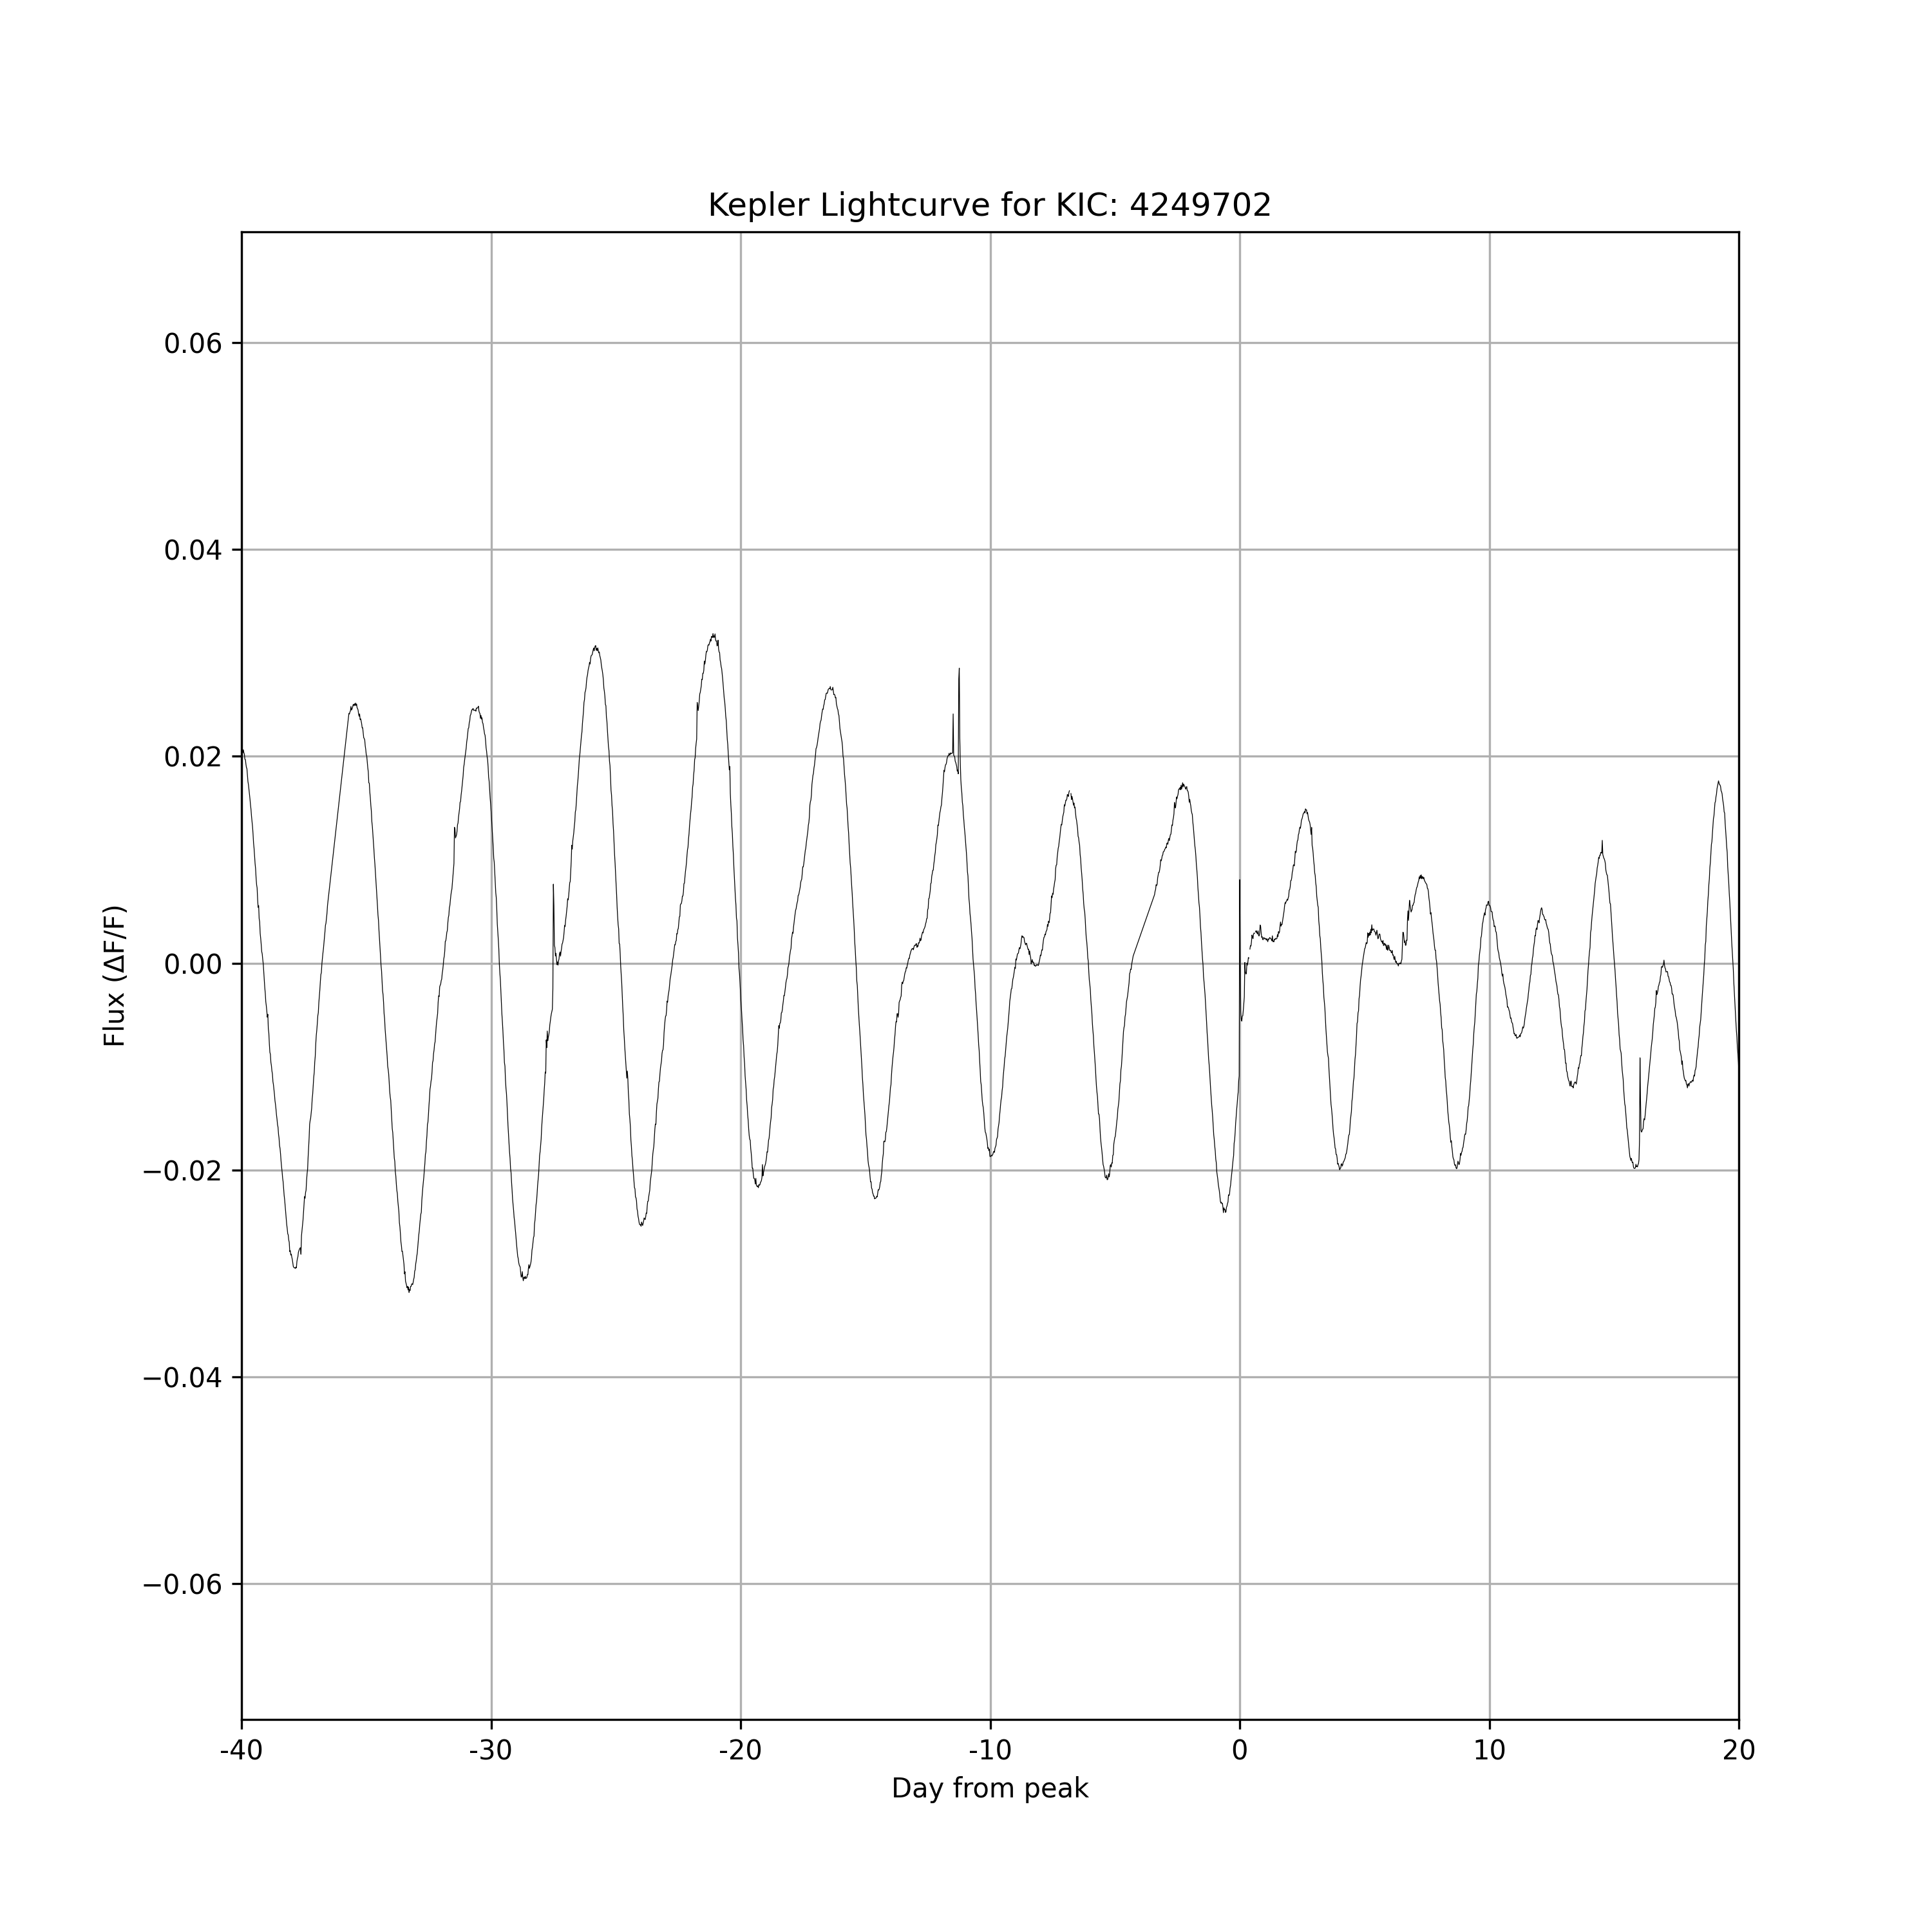 Kepler Lightcurve for KIC: 4249702
0.06
0.04
0.02
0.00
−0.02
−0.04
−0.06
Flux (ΔF/F)
-40 -30 -20 -10 0 10 20
Day from peak